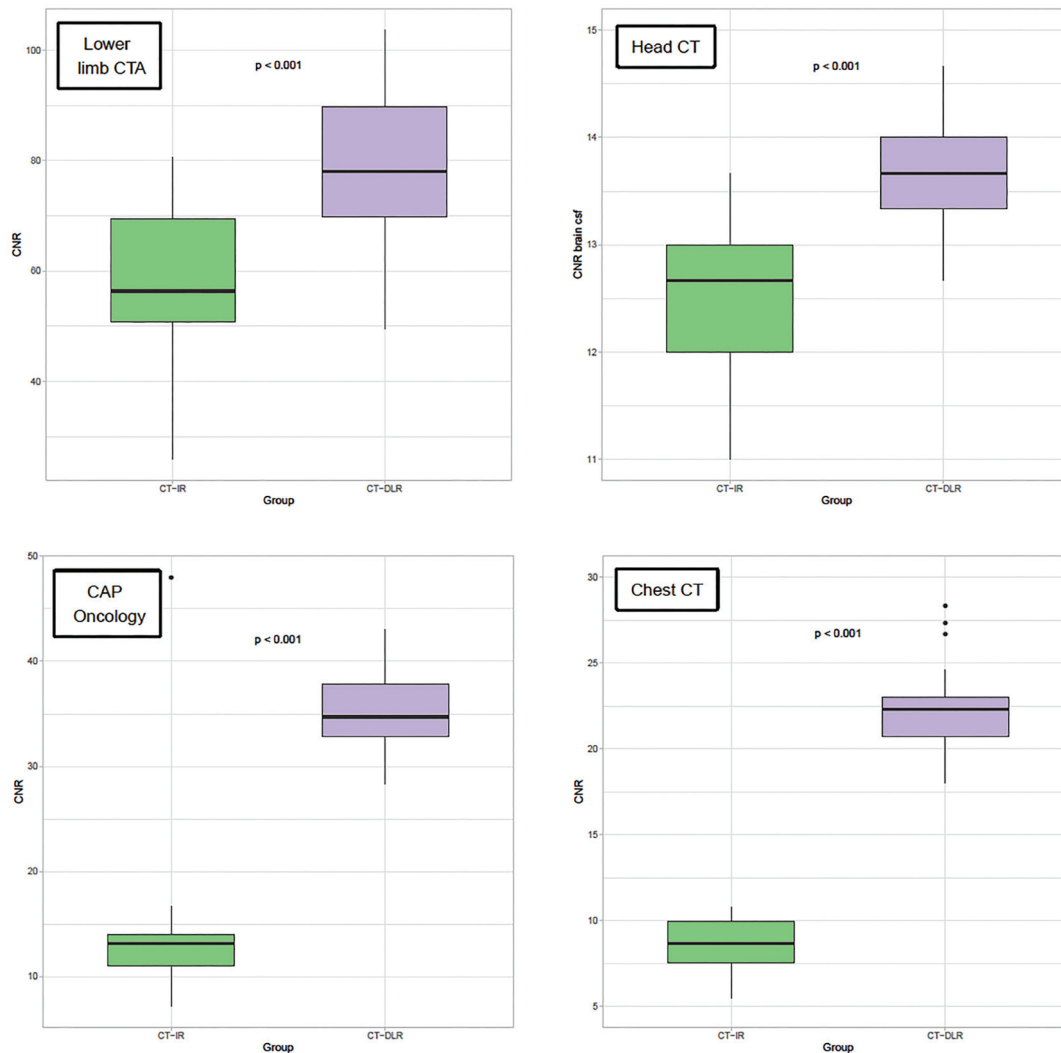 Lower
limb CTA
p < 0.001
100
80
60
40
CNR
CT-IR
CT-DLR
Group
Head CT
p < 0.001
15
14
13
12
11
CNR brain csf
CT-IR
CT-DLR
Group
CAP
Oncology
p < 0.001
50
40
30
20
10
CNR
CT-IR
CT-DLR
Group
Chest CT
p < 0.001
30
25
20
15
10
5
CNR
CT-IR
CT-DLR
Group